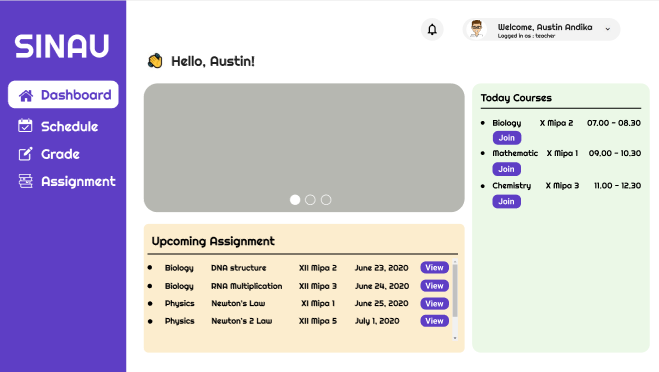 SINAU
Dashboard
Schedule
Grade
Assignment
Welcome, Austin Andika
Logged in as : teacher
Hello, Austin!
Today Courses
Biology X Mipa 2 07.00 - 08.30
Join
Mathematic X Mipa 1 09.00 - 10.30
Join
Chemistry X Mipa 3 11.00 - 12.30
Join
Upcoming Assignment
Biology DNA structure XII Mipa 2 June 23, 2020 View
Biology RNA Multiplication XII Mipa 3 June 24, 2020 View
Physics Newton's Law XI Mipa 1 June 25, 2020 View
Physics Newton's 2 Law XII Mipa 5 July 1, 2020 View